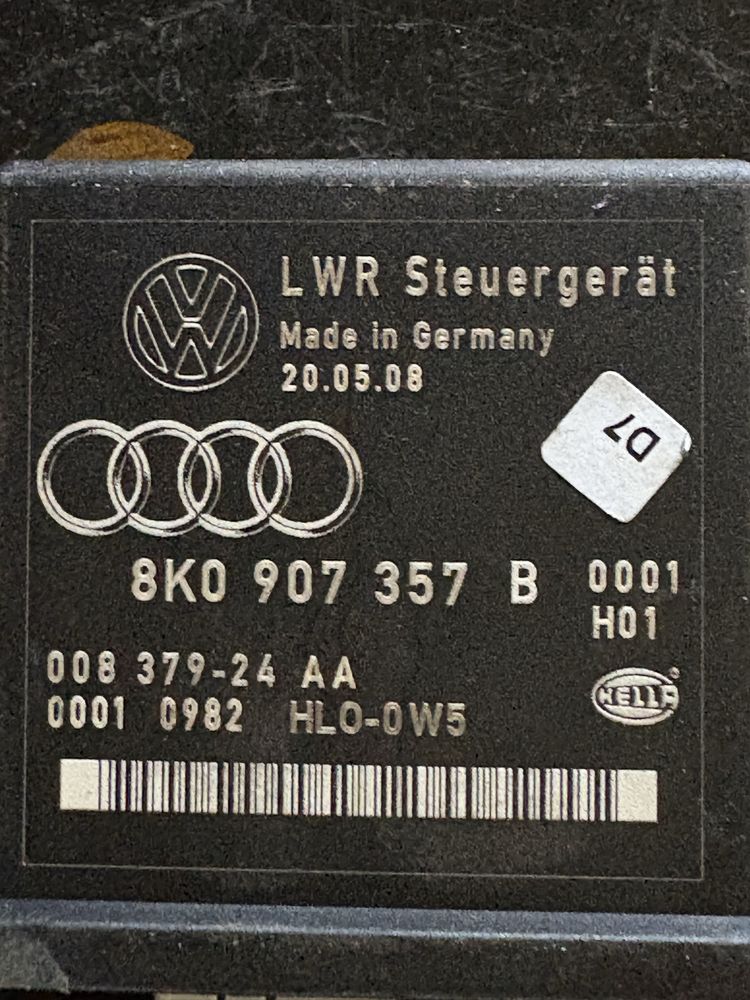 LWR Steuergerät
Made in Germany
20.05.08
D7
8K0 907 357 B 0001
H01
008 379-24 AA
0001 0982 HLO-0W5
HELLA